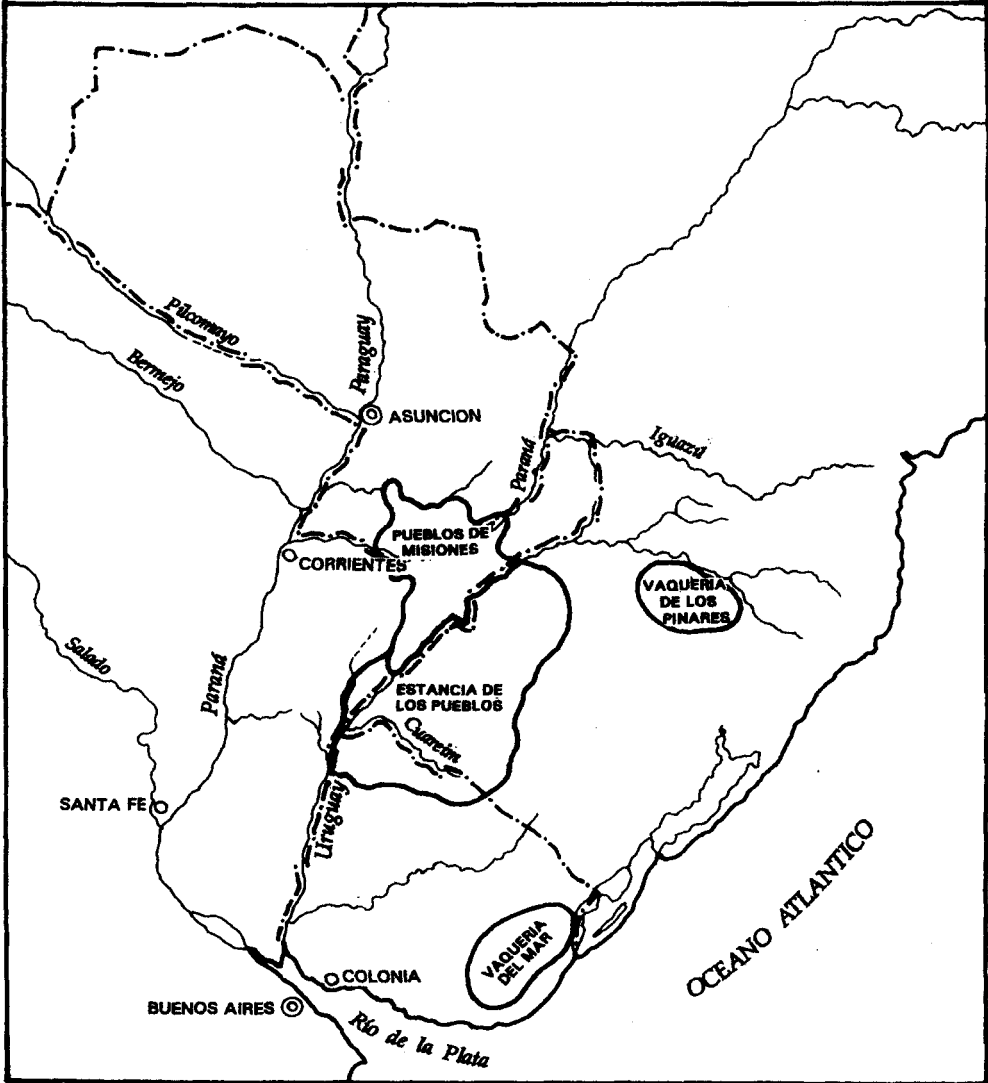 Pilcomayo
Bermejo
Paraguay
ASUNCION
Paraná
Iguazú
PUEBLOS DE
MISIONES
CORRIENTES
VAQUERIA
DE LOS
PINARES
Salado
Paraná
ESTANCIA DE
LOS PUEBLOS
Cuareim
SANTA FE
Uruguay
OCEANO ATLANTICO
VAQUERIA
DEL MAR
COLONIA
BUENOS AIRES
Río de la Plata